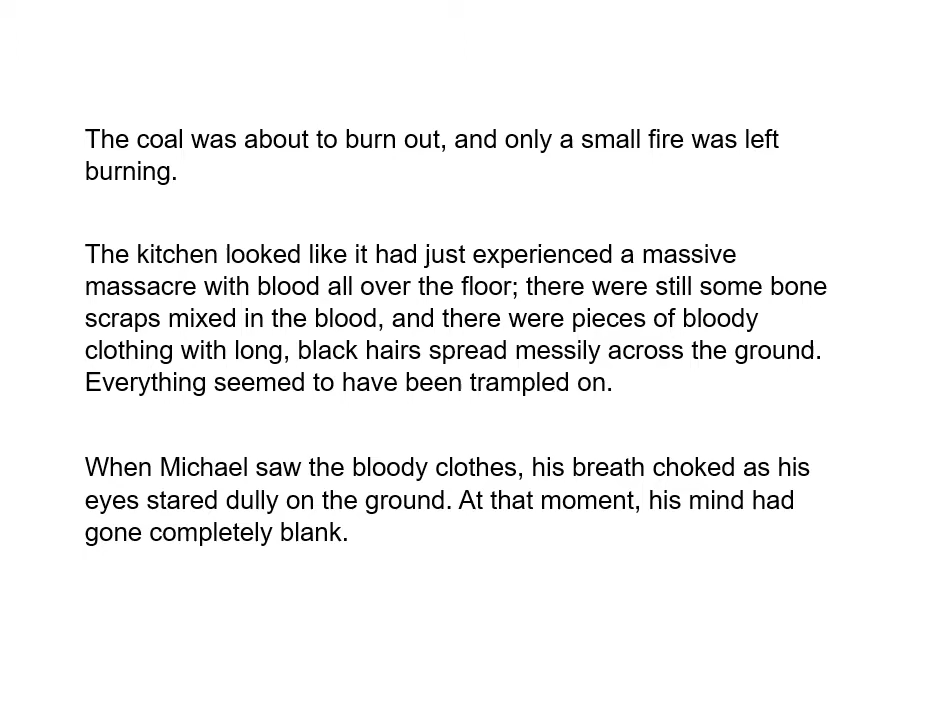 The coal was about to burn out, and only a small fire was left
burning.
The kitchen looked like it had just experienced a massive
massacre with blood all over the floor; there were still some bone
scraps mixed in the blood, and there were pieces of bloody
clothing with long, black hairs spread messily across the ground.
Everything seemed to have been trampled on.
When Michael saw the bloody clothes, his breath choked as his
eyes stared dully on the ground. At that moment, his mind had
gone completely blank.